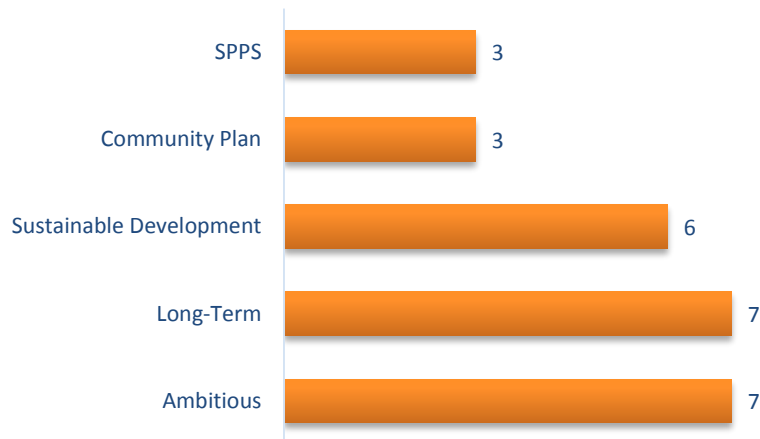 SPPS 3
Community Plan 3
Sustainable Development 6
Long-Term 7
Ambitious 7